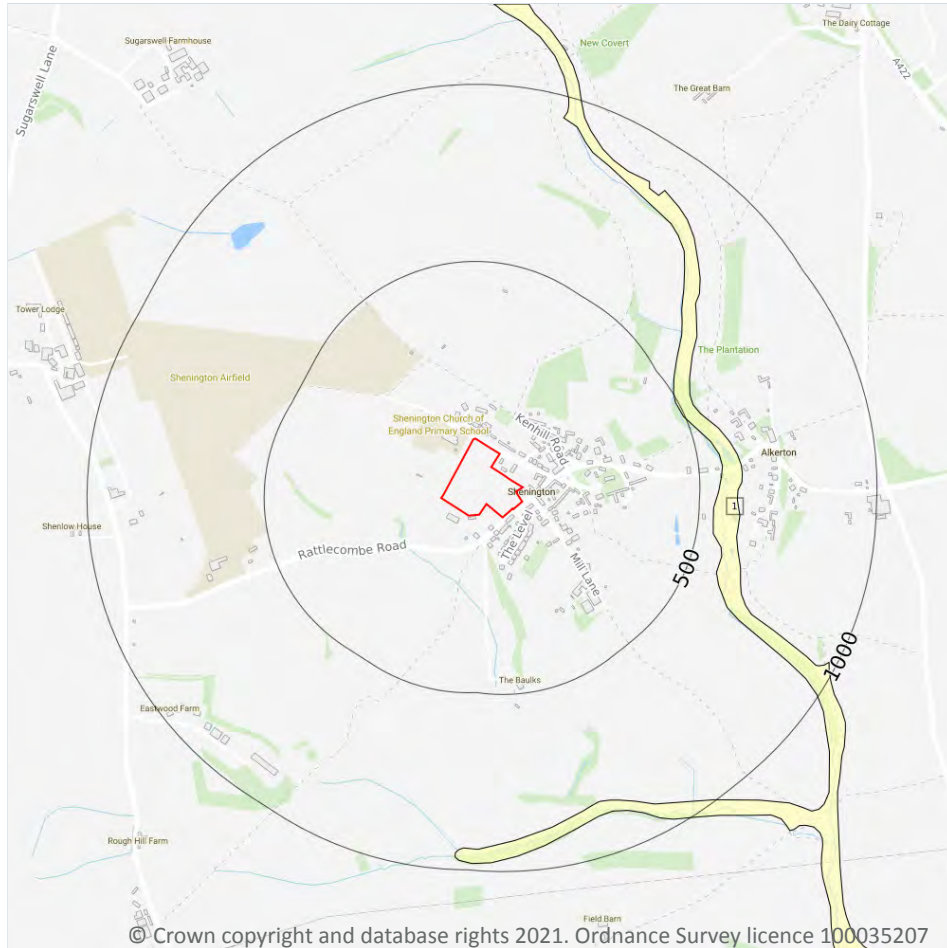 The Dairy Cottage
Sugarswell Farmhouse
New Covert
A422
Sugarswell Lane
The Great Barn
Tower Lodge
The Plantation
Shenington Airfield
Shenington Church of
England Primary School
Kenhill Road
Alkerton
Shenington
1
Shenlow House
The Level
Rattlecombe Road
Mill Lane
500
1000
The Baulks
Eastwood Farm
Rough Hill Farm
Field Barn
© Crown copyright and database rights 2021. Ordnance Survey licence 100035207